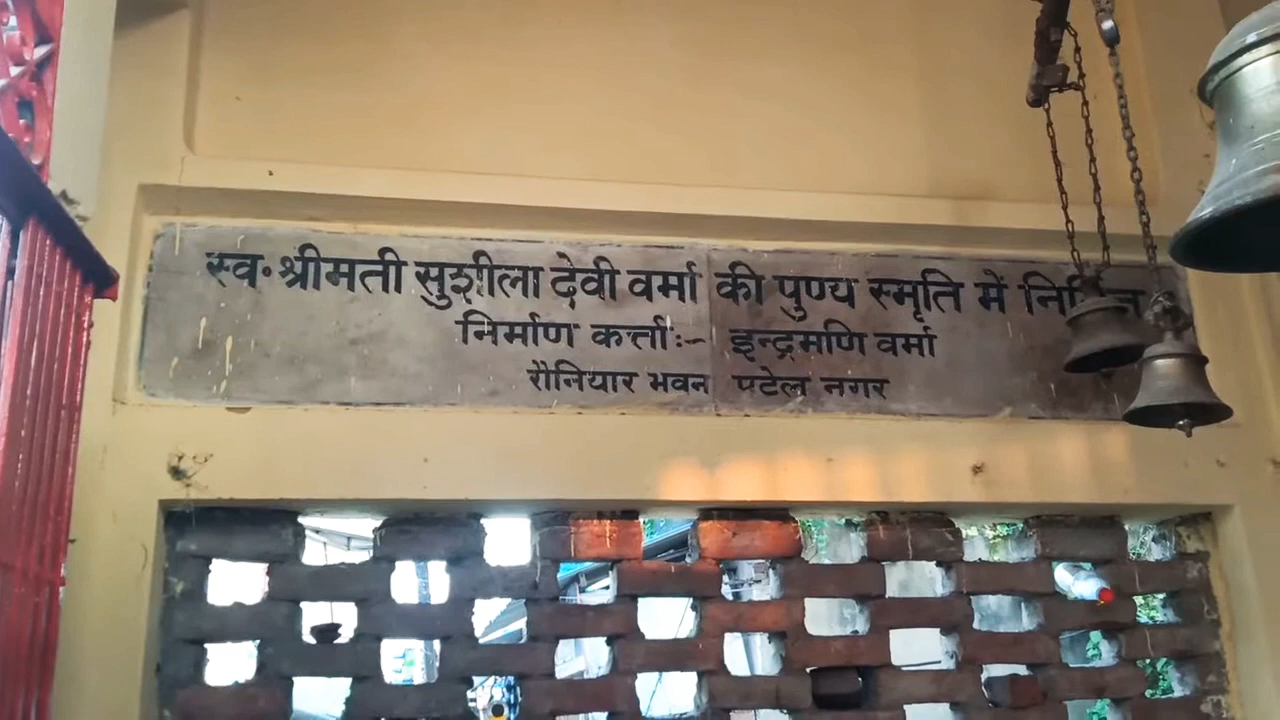 स्व॰ श्रीमती सुशीला देवी वर्मा की पुण्य स्मृति में
निर्माण कर्त्ताः- इन्द्रमणि वर्मा
रौनियार भवन पटेल नगर